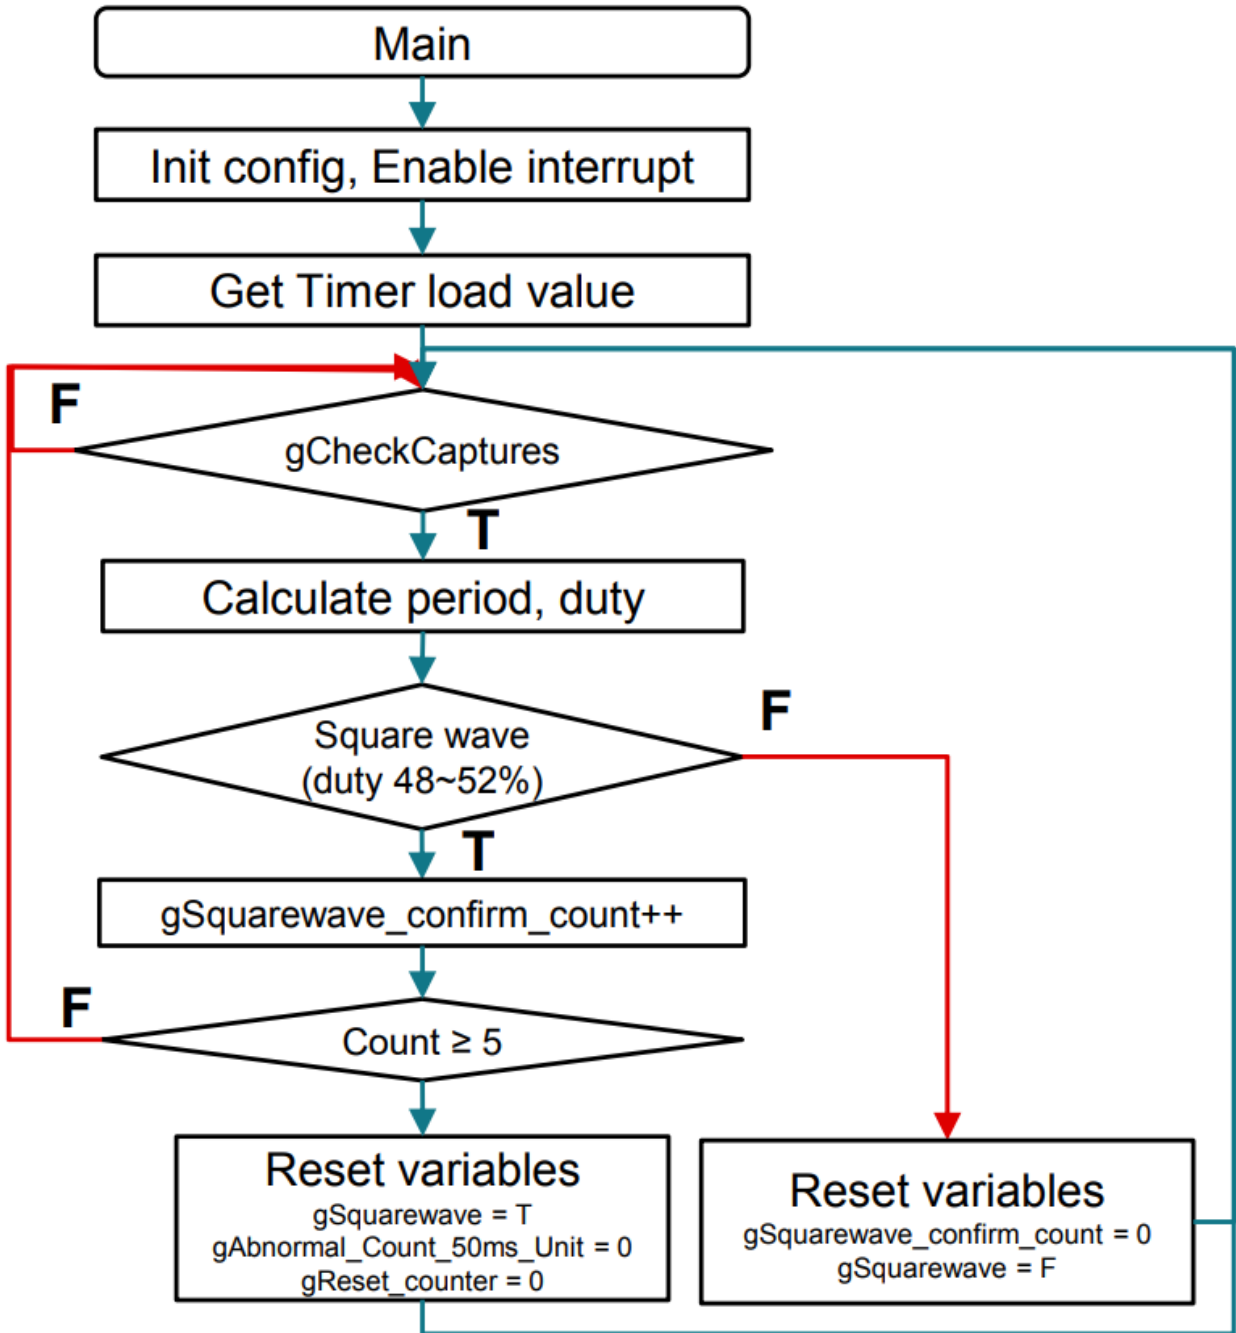 Main
Init config, Enable interrupt
Get Timer load value
F
gCheckCaptures
T
Calculate period, duty
F
Square wave
(duty 48~52%)
T
gSquarewave_confirm_count++
F
Count ≥ 5
Reset variables
gSquarewave = T
gAbnormal_Count_50ms_Unit = 0
gReset_counter = 0
Reset variables
gSquarewave_confirm_count = 0
gSquarewave = F